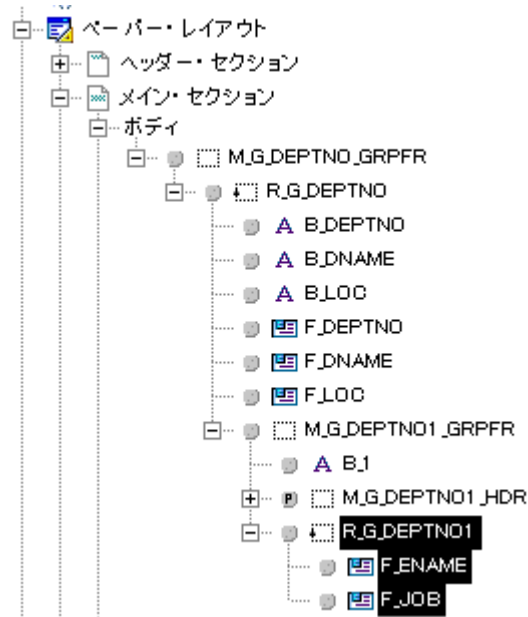 ペーパー・レイアウト
ヘッダー・セクション
メイン・セクション
ボディ
M_G_DEPTNO_GRPFR
R_G_DEPTNO
A B_DEPTNO
A B_DNAME
A B_LOC
F_DEPTNO
F_DNAME
F_LOC
M_G_DEPTNO1_GRPFR
A B_1
P M_G_DEPTNO1_HDR
R_G_DEPTNO1
F_ENAME
F_JOB